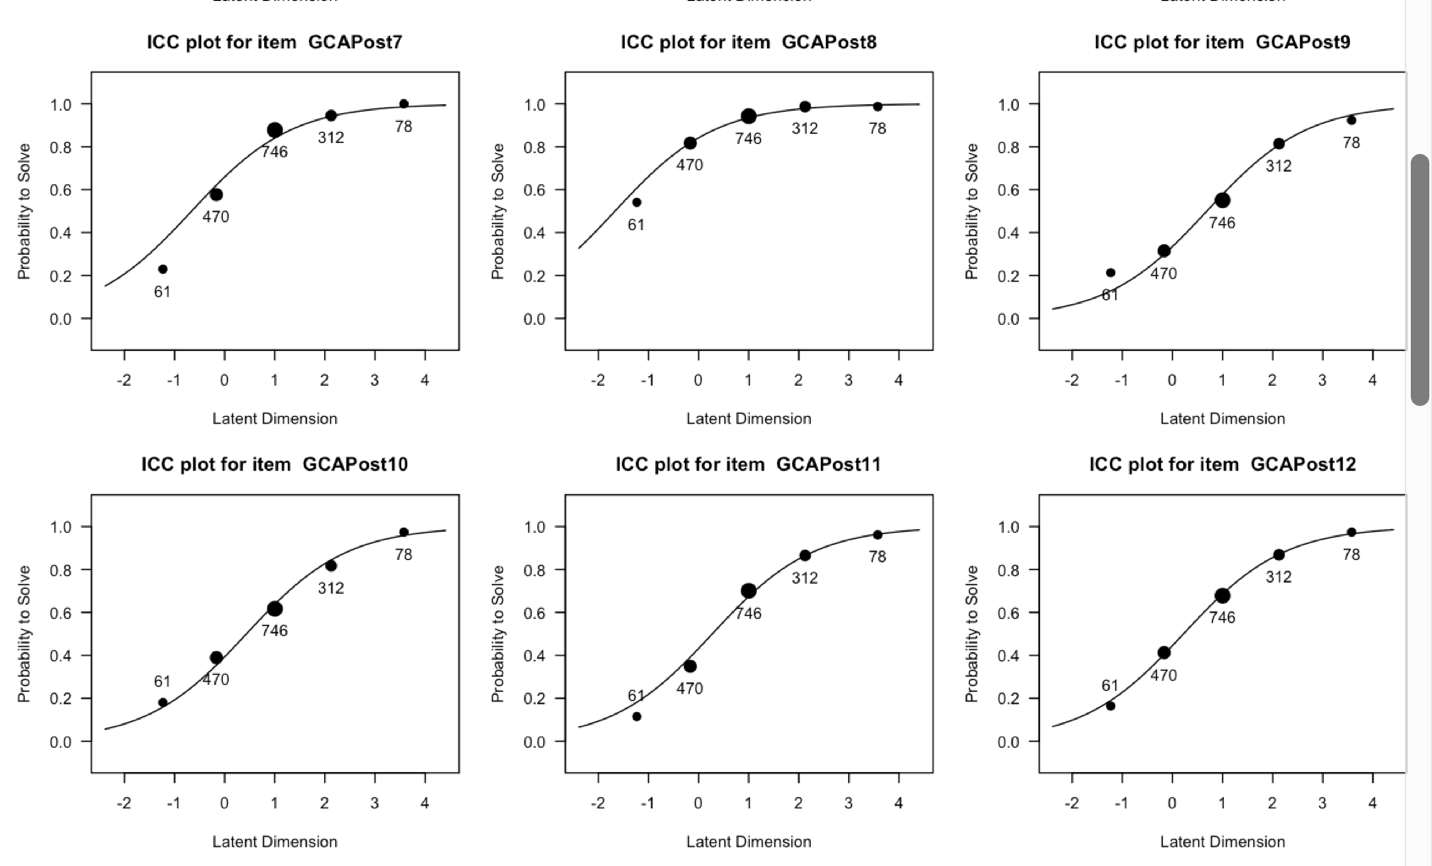 Latent Dimension Latent Dimension Latent Dimension
ICC plot for item GCAPost7
Probability to Solve
1.0
0.8
0.6
0.4
0.2
0.0
61
470
746
312
78
-2 -1 0 1 2 3 4
Latent Dimension
ICC plot for item GCAPost8
Probability to Solve
1.0
0.8
0.6
0.4
0.2
0.0
61
470
746
312
78
-2 -1 0 1 2 3 4
Latent Dimension
ICC plot for item GCAPost9
Probability to Solve
1.0
0.8
0.6
0.4
0.2
0.0
61
470
746
312
78
-2 -1 0 1 2 3 4
Latent Dimension
ICC plot for item GCAPost10
Probability to Solve
1.0
0.8
0.6
0.4
0.2
0.0
61
470
746
312
78
-2 -1 0 1 2 3 4
Latent Dimension
ICC plot for item GCAPost11
Probability to Solve
1.0
0.8
0.6
0.4
0.2
0.0
61
470
746
312
78
-2 -1 0 1 2 3 4
Latent Dimension
ICC plot for item GCAPost12
Probability to Solve
1.0
0.8
0.6
0.4
0.2
0.0
61
470
746
312
78
-2 -1 0 1 2 3 4
Latent Dimension